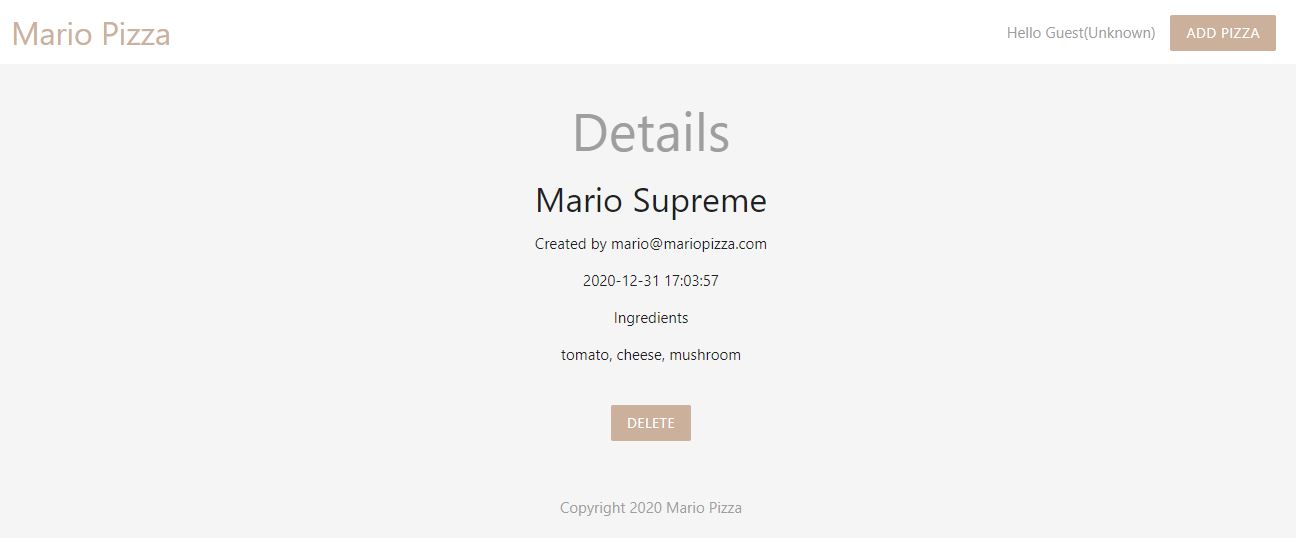 Mario Pizza
Hello Guest(Unknown)
ADD PIZZA
Details
Mario Supreme
Created by mario@mariopizza.com
2020-12-31 17:03:57
Ingredients
tomato, cheese, mushroom
DELETE
Copyright 2020 Mario Pizza